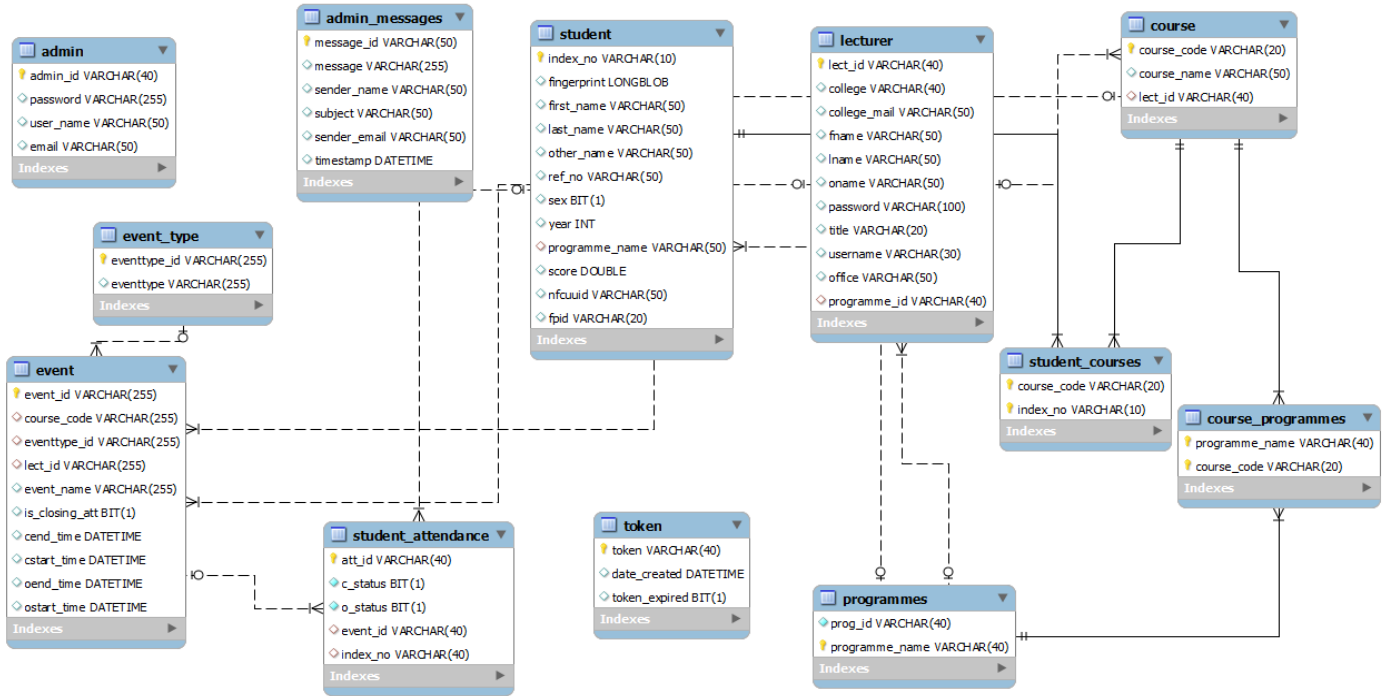 admin
admin_id VARCHAR(40)
password VARCHAR(255)
user_name VARCHAR(50)
email VARCHAR(50)
Indexes
admin_messages
message_id VARCHAR(50)
message VARCHAR(255)
sender_name VARCHAR(50)
subject VARCHAR(50)
sender_email VARCHAR(50)
timestamp DATETIME
Indexes
student
index_no VARCHAR(10)
fingerprint LONGBLOB
first_name VARCHAR(50)
last_name VARCHAR(50)
other_name VARCHAR(50)
ref_no VARCHAR(50)
sex BIT(1)
year INT
programme_name VARCHAR(50)
score DOUBLE
nfcuuid VARCHAR(50)
fpid VARCHAR(20)
Indexes
lecturer
lect_id VARCHAR(40)
college VARCHAR(40)
college_mail VARCHAR(50)
fname VARCHAR(50)
lname VARCHAR(50)
oname VARCHAR(50)
password VARCHAR(100)
title VARCHAR(20)
username VARCHAR(30)
office VARCHAR(50)
programme_id VARCHAR(40)
Indexes
course
course_code VARCHAR(20)
course_name VARCHAR(50)
lect_id VARCHAR(40)
Indexes
event_type
eventtype_id VARCHAR(255)
eventtype VARCHAR(255)
Indexes
event
event_id VARCHAR(255)
course_code VARCHAR(255)
eventtype_id VARCHAR(255)
lect_id VARCHAR(255)
event_name VARCHAR(255)
is_closing_att BIT(1)
cend_time DATETIME
cstart_time DATETIME
oend_time DATETIME
ostart_time DATETIME
Indexes
student_attendance
att_id VARCHAR(40)
c_status BIT(1)
o_status BIT(1)
event_id VARCHAR(40)
index_no VARCHAR(40)
Indexes
token
token VARCHAR(40)
date_created DATETIME
token_expired BIT(1)
Indexes
programmes
prog_id VARCHAR(40)
programme_name VARCHAR(40)
Indexes
student_courses
course_code VARCHAR(20)
index_no VARCHAR(10)
Indexes
course_programmes
programme_name VARCHAR(40)
course_code VARCHAR(20)
Indexes